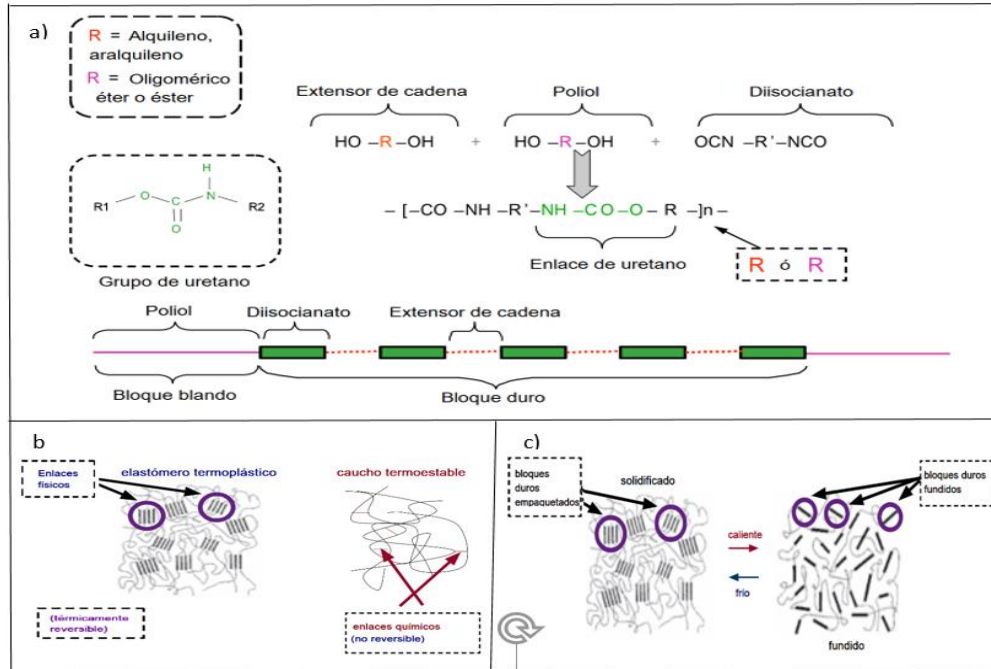 a)
R = Alquileno,
aralquileno
R = Oligomérico
éter o éster
Extensor de cadena
Poliol
Diisocianato
HO –R–OH + HO –R–OH + OCN –R'–NCO
H
R1 O C N R2
O
Grupo de uretano
– [–CO –NH –R'–NH –CO –O– R –]n –
Enlace de uretano
R ó R
Poliol
Diisocianato
Extensor de cadena
Bloque blando
Bloque duro
b
Enlaces
físicos
elastómero termoplástico
caucho termoestable
(térmicamente
reversible)
enlaces químicos
(no reversible)
c)
bloques
duros
empaquetados
solidificado
bloques duros
fundidos
caliente
frío
fundido